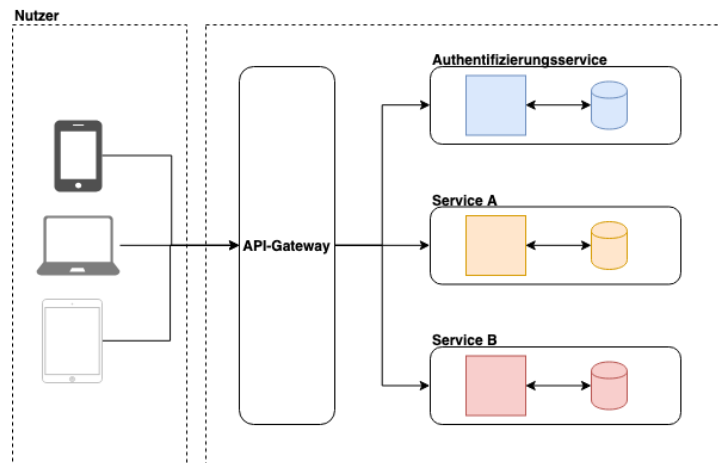 Nutzer
Authentifizierungsservice
Service A
API-Gateway
Service B